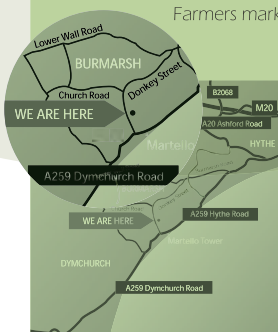 Farmers mark
Lower Wall Road
BURMARSH
Donkey Street
Church Road
WE ARE HERE
B2068
M20
A20 Ashford Road
HYTHE
Martello
A259 Dymchurch Road
A259 Hythe Road
WE ARE HERE
Martello Tower
DYMCHURCH
A259 Dymchurch Road